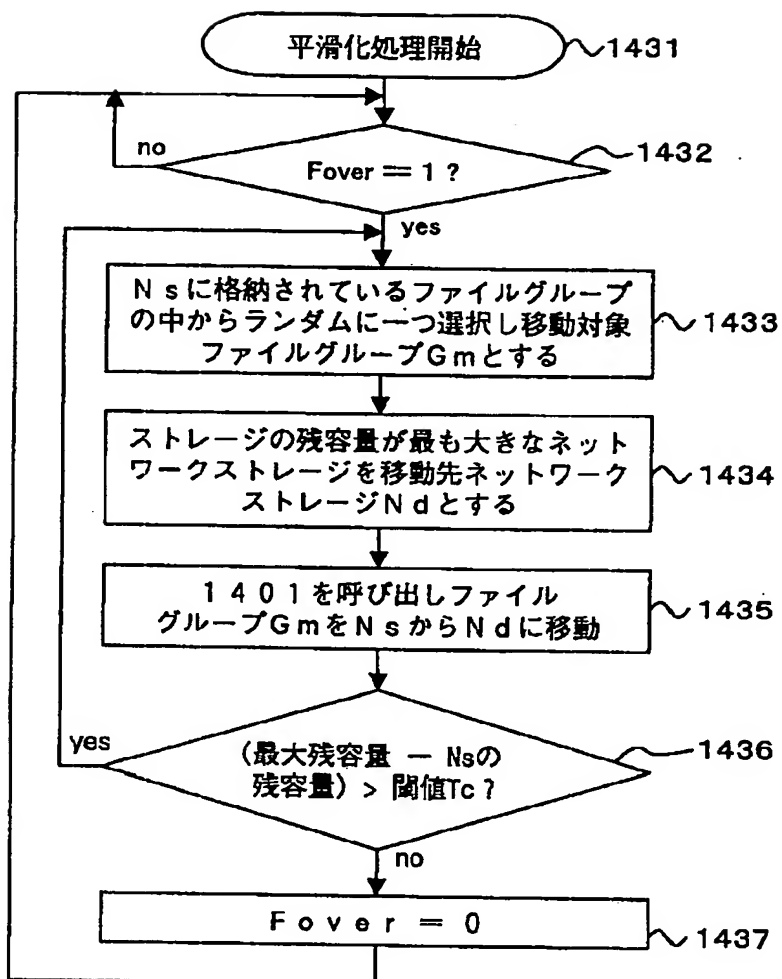 平滑化処理開始
1431
no
Fover == 1 ?
1432
yes
Nsに格納されているファイルグループ
の中からランダムに一つ選択し移動対象
ファイルグループGmとする
1433
ストレージの残容量が最も大きなネット
ワークストレージを移動先ネットワーク
ストレージNdとする
1434
1401を呼び出しファイル
グループGmをNsからNdに移動
1435
yes
(最大残容量 − Nsの
残容量) > 閾値Tc ?
1436
no
Fover = 0
1437